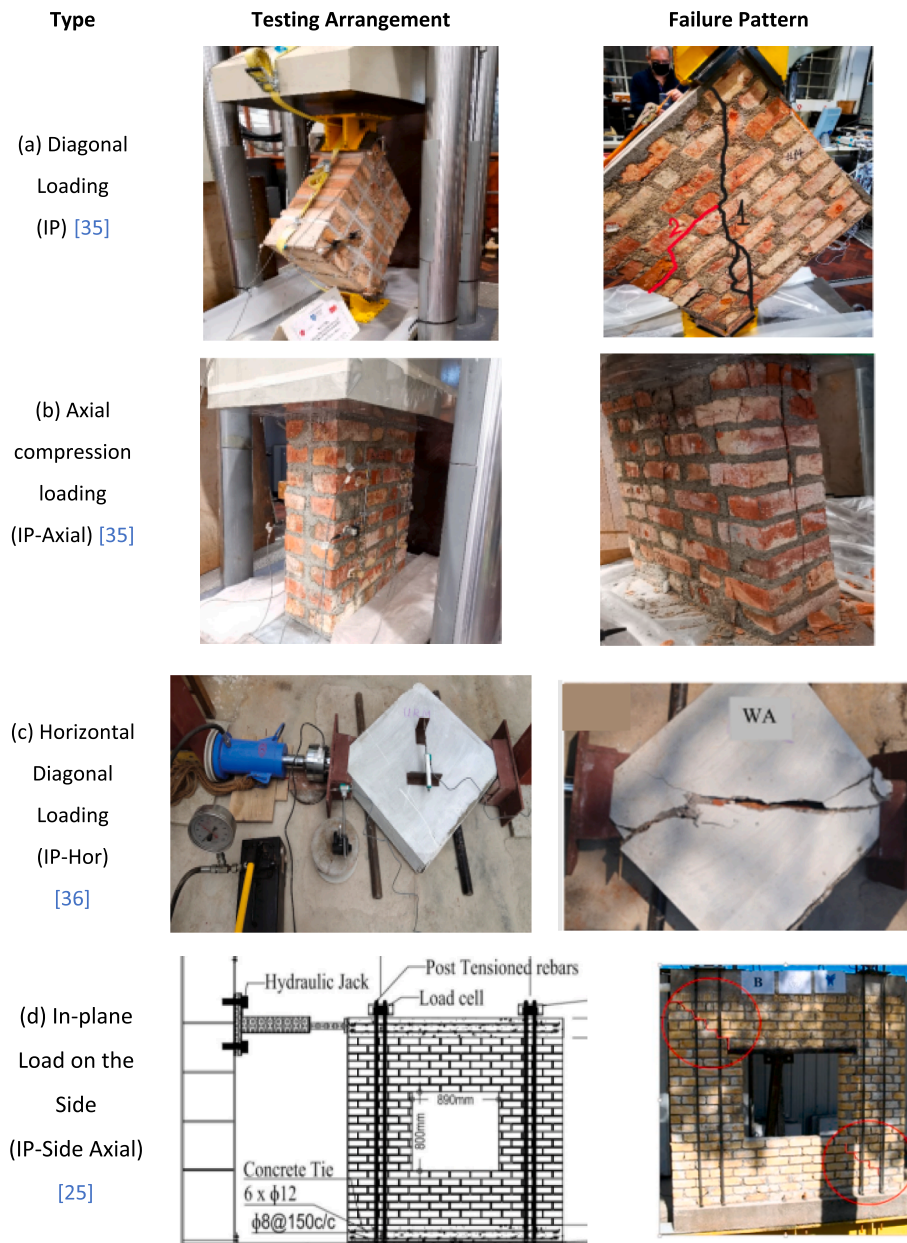 Type Testing Arrangement Failure Pattern
(a) Diagonal
Loading
(IP) [35]
1
2
(b) Axial
compression
loading
(IP-Axial) [35]
(c) Horizontal
Diagonal
Loading
(IP-Hor)
[36]
WA
(d) In-plane
Load on the
Side
(IP-Side Axial)
[25]
Post Tensioned rebars
Hydraulic Jack
Load cell
890mm
800mm
Concrete Tie
6 x ϕ12
ϕ8@150c/c
B